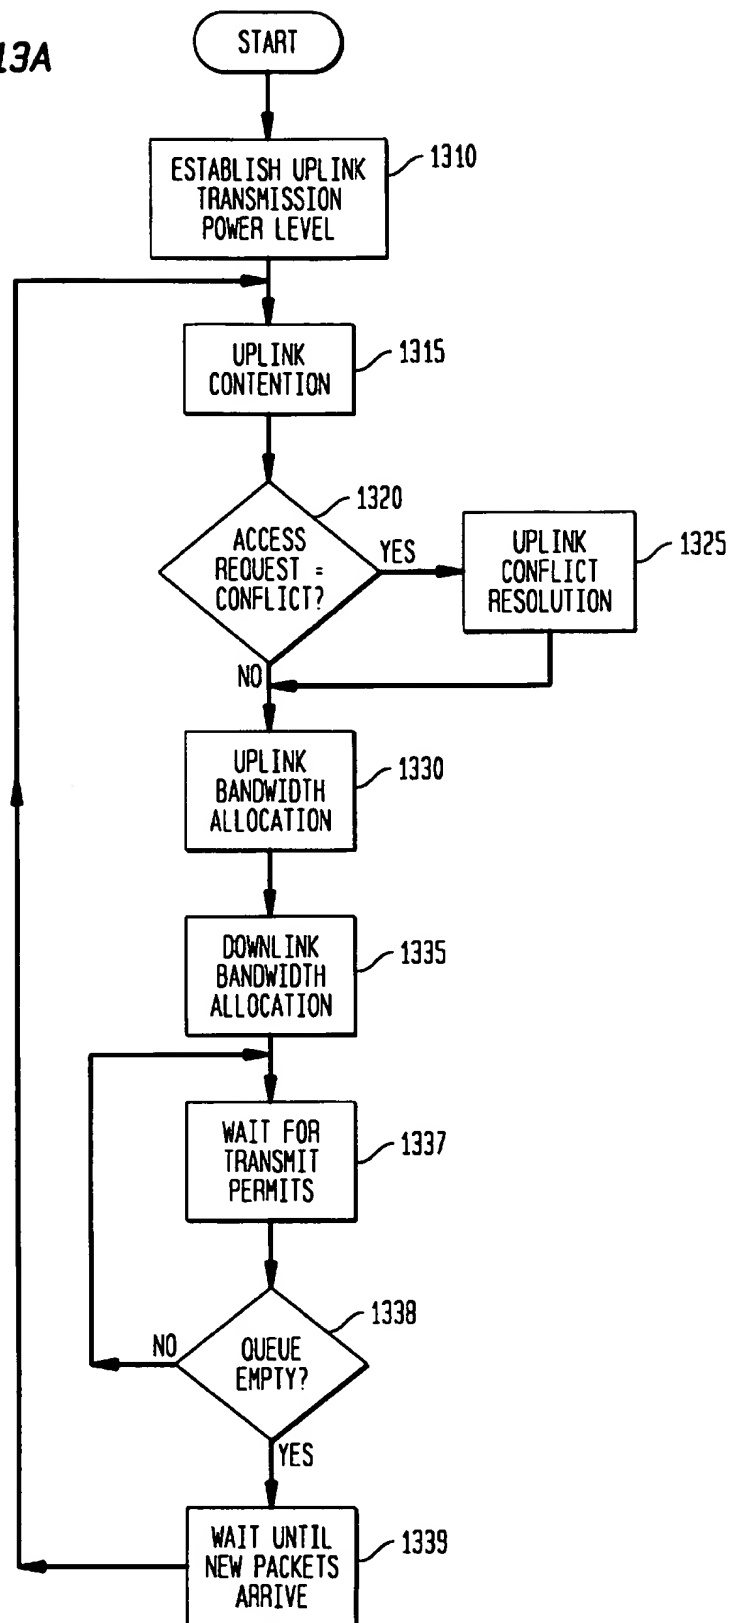 13A
START
ESTABLISH UPLINK
TRANSMISSION
POWER LEVEL
1310
UPLINK
CONTENTION
1315
ACCESS
REQUEST =
CONFLICT?
1320
YES
UPLINK
CONFLICT
RESOLUTION
1325
NO
UPLINK
BANDWIDTH
ALLOCATION
1330
DOWNLINK
BANDWIDTH
ALLOCATION
1335
WAIT FOR
TRANSMIT
PERMITS
1337
QUEUE
EMPTY?
1338
NO
YES
WAIT UNTIL
NEW PACKETS
ARRIVE
1339